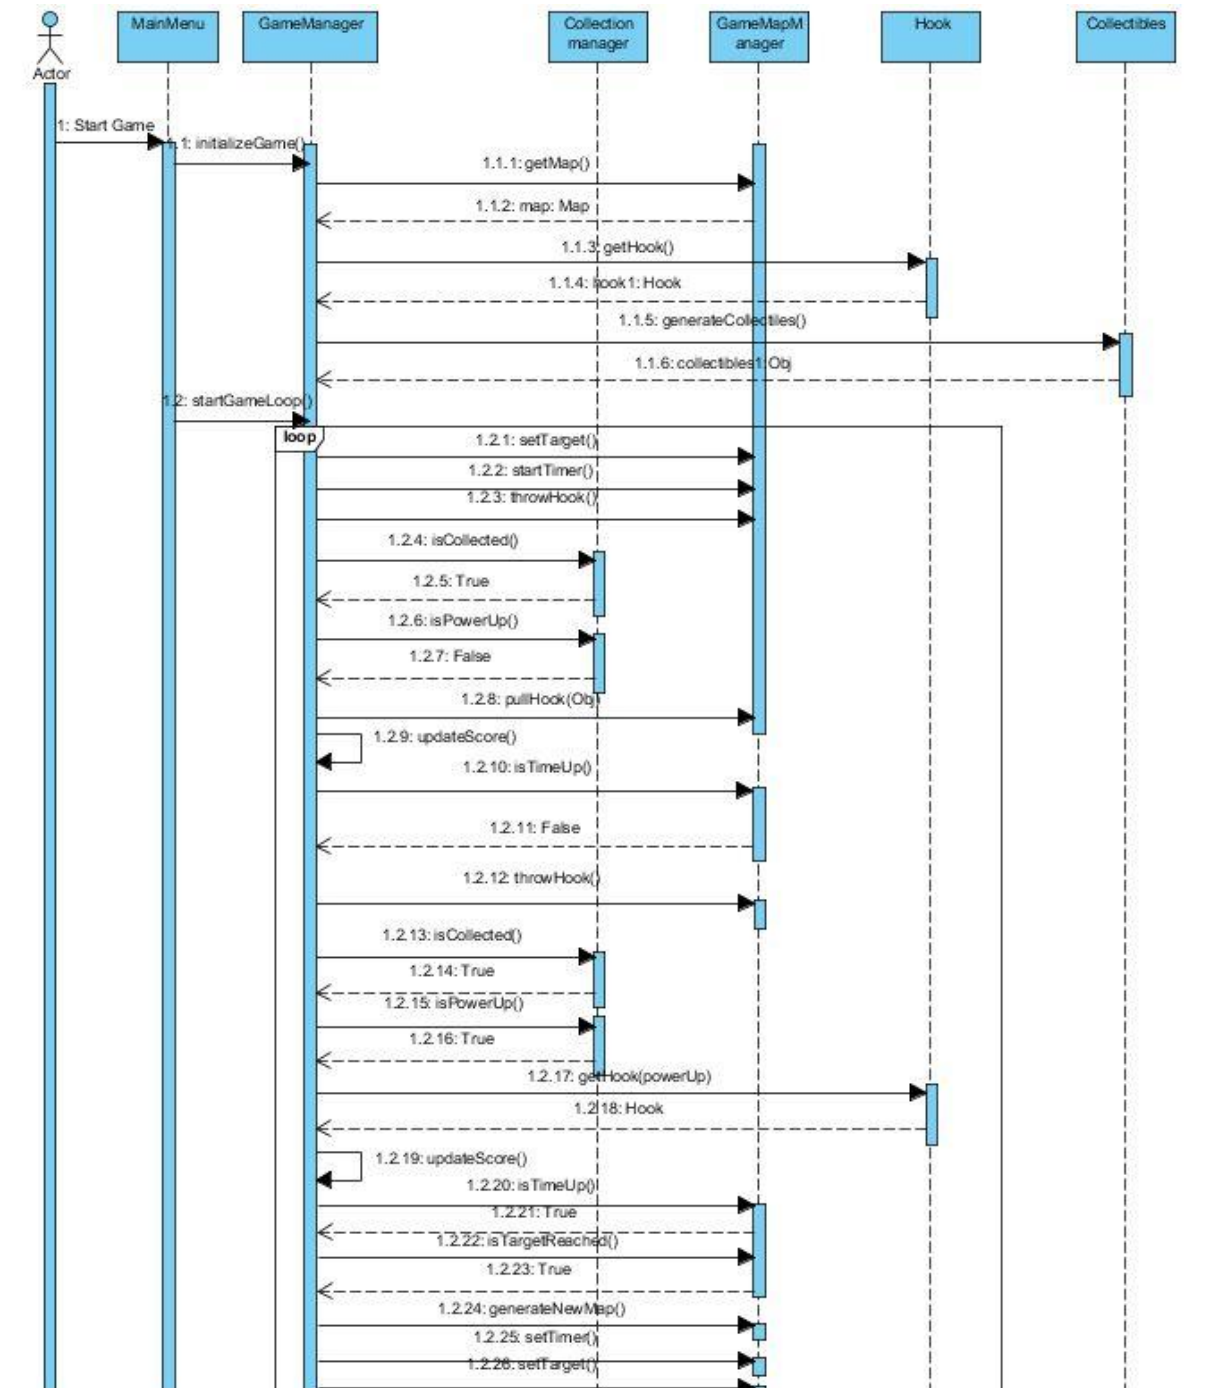 MainMenu
GameManager
Collection
manager
GameMapM
anager
Hook
Collectibles
Actor
1: Start Game
1.1: initializeGame()
1.1.1: getMap()
1.1.2: map: Map
1.1.3: getHook()
1.1.4: hook1: Hook
1.1.5: generateCollectiles()
1.1.6: collectibles1: Obj
1.2: startGameLoop()
loop
1.2.1: setTarget()
1.2.2: startTimer()
1.2.3: throwHook()
1.2.4: isCollected()
1.2.5: True
1.2.6: isPowerUp()
1.2.7: False
1.2.8: pullHook(Obj)
1.2.9: updateScore()
1.2.10: isTimeUp()
1.2.11: False
1.2.12: throwHook()
1.2.13: isCollected()
1.2.14: True
1.2.15: isPowerUp()
1.2.16: True
1.2.17: getHook(powerUp)
1.2.18: Hook
1.2.19: updateScore()
1.2.20: isTimeUp()
1.2.21: True
1.2.22: isTargetReached()
1.2.23: True
1.2.24: generateNewMap()
1.2.25: setTimer()
1.2.26: setTarget()